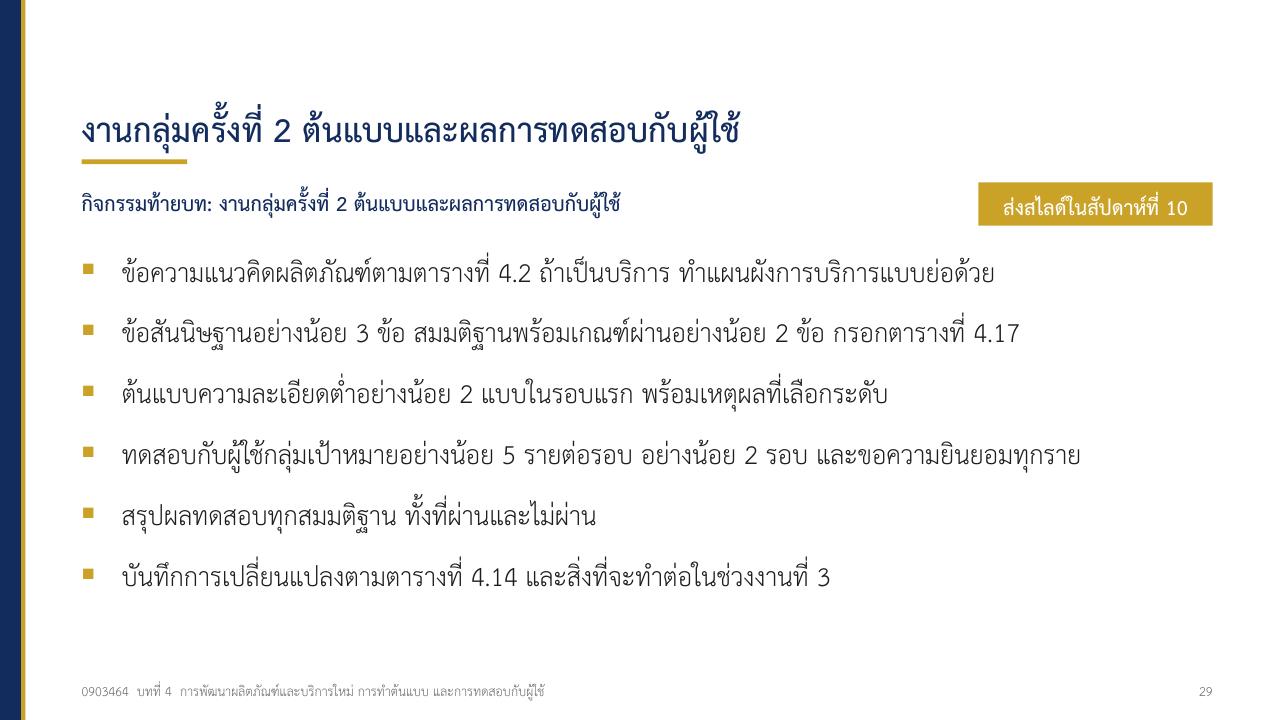 งานกลุ่มครั้งที่ 2 ต้นแบบและผลการทดสอบกับผู้ใช้
กิจกรรมท้ายบท: งานกลุ่มครั้งที่ 2 ต้นแบบและผลการทดสอบกับผู้ใช้
ส่งสไลด์ในสัปดาห์ที่ 10
▪ ข้อความแนวคิดผลิตภัณฑ์ตามตารางที่ 4.2 ถ้าเป็นบริการ ทำแผนผังการบริการแบบย่อด้วย
▪ ข้อสันนิษฐานอย่างน้อย 3 ข้อ สมมติฐานพร้อมเกณฑ์ผ่านอย่างน้อย 2 ข้อ กรอกตารางที่ 4.17
▪ ต้นแบบความละเอียดต่ำอย่างน้อย 2 แบบในรอบแรก พร้อมเหตุผลที่เลือกระดับ
▪ ทดสอบกับผู้ใช้กลุ่มเป้าหมายอย่างน้อย 5 รายต่อรอบ อย่างน้อย 2 รอบ และขอความยินยอมทุกราย
▪ สรุปผลทดสอบทุกสมมติฐาน ทั้งที่ผ่านและไม่ผ่าน
▪ บันทึกการเปลี่ยนแปลงตามตารางที่ 4.14 และสิ่งที่จะทำต่อในช่วงงานที่ 3
0903464 บทที่ 4 การพัฒนาผลิตภัณฑ์และบริการใหม่ การทำต้นแบบ และการทดสอบกับผู้ใช้
29